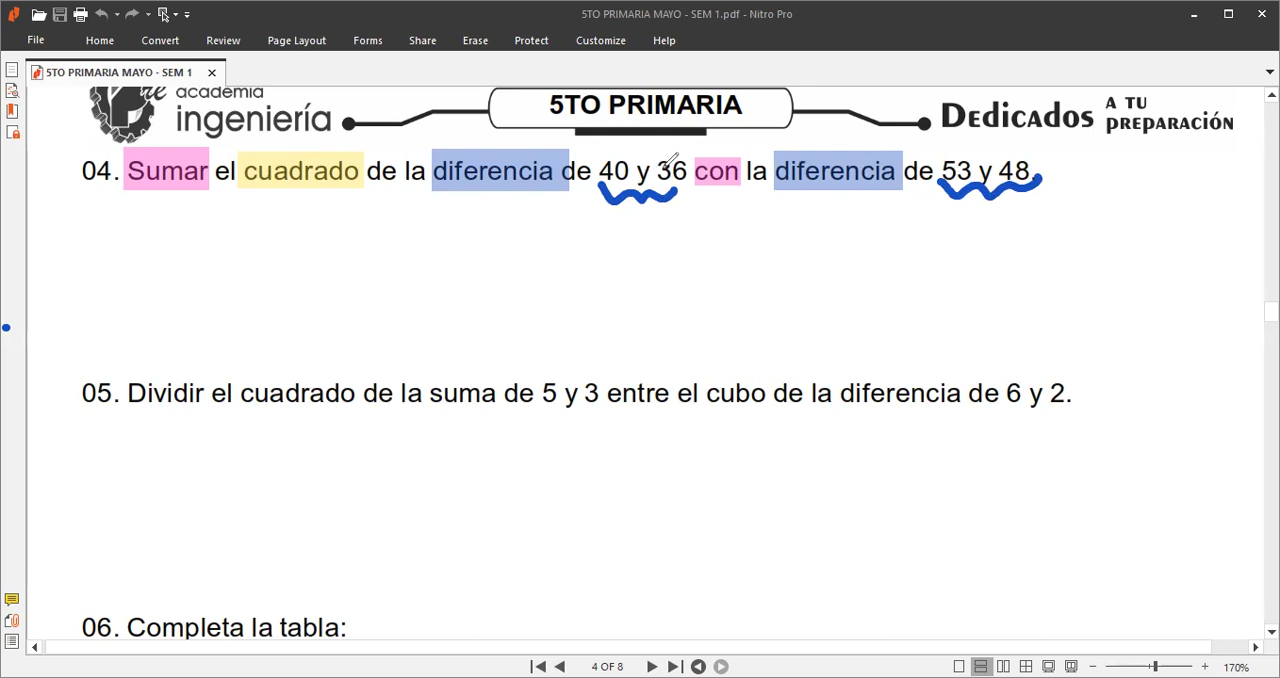 5TO PRIMARIA MAYO - SEM 1.pdf - Nitro Pro
File Home Convert Review Page Layout Forms Share Erase Protect Customize Help
5TO PRIMARIA MAYO - SEM 1
academia
ingeniería
5TO PRIMARIA
DEDICADOS A TU PREPARACIÓN
04. Sumar el cuadrado de la diferencia de 40 y 36 con la diferencia de 53 y 48.
05. Dividir el cuadrado de la suma de 5 y 3 entre el cubo de la diferencia de 6 y 2.
06. Completa la tabla:
4 OF 8
170%